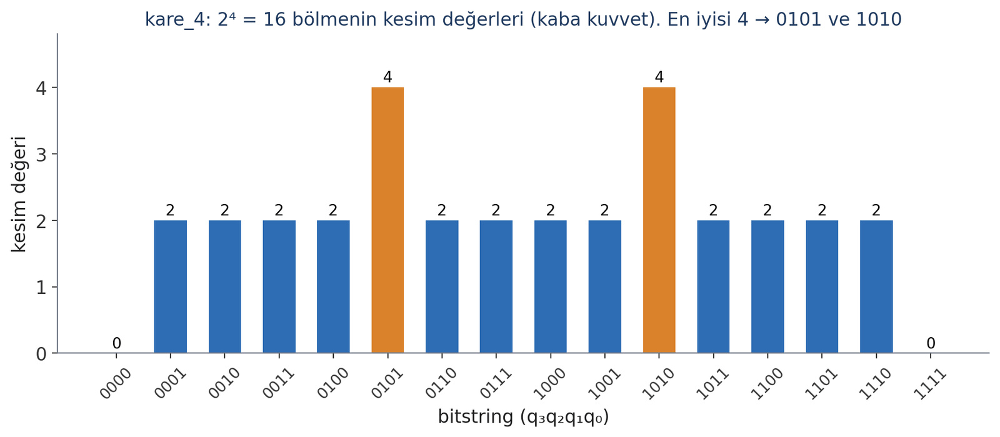 kare_4: 2⁴ = 16 bölmenin kesim değerleri (kaba kuvvet). En iyisi 4 → 0101 ve 1010
kesim değeri
4
3
2
1
0
0 2 2 2 2 4 2 2 2 2 4 2 2 2 2 0
0000 0001 0010 0011 0100 0101 0110 0111 1000 1001 1010 1011 1100 1101 1110 1111
bitstring (q₃q₂q₁q₀)